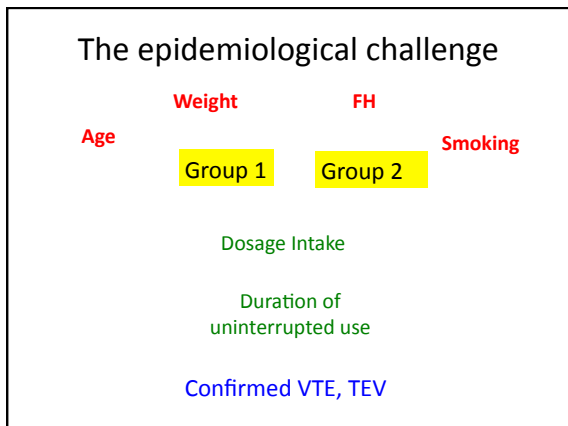 The epidemiological challenge
Weight FH
Age Smoking
Group 1 Group 2
Dosage Intake
Duration of
uninterrupted use
Confirmed VTE, TEV